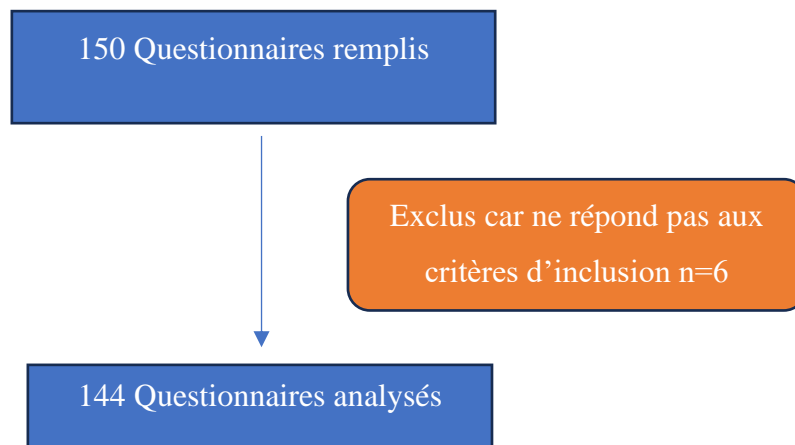 150 Questionnaires remplis
Exclus car ne répond pas aux
critères d’inclusion n=6
144 Questionnaires analysés